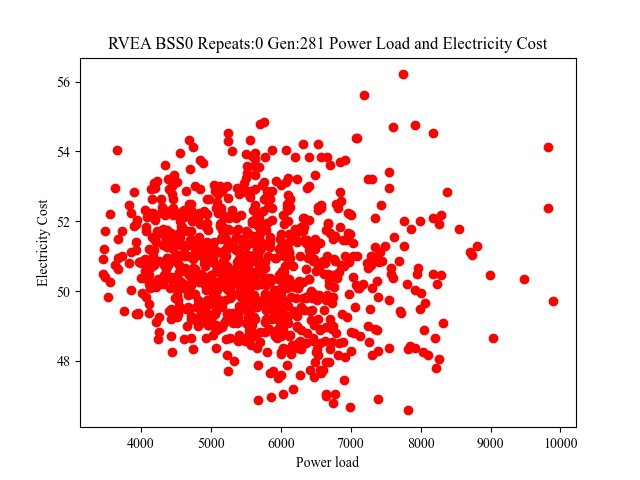 RVEA BSS0 Repeats:0 Gen:281 Power Load and Electricity Cost
56
54
52
50
48
Electricity Cost
4000 5000 6000 7000 8000 9000 10000
Power load